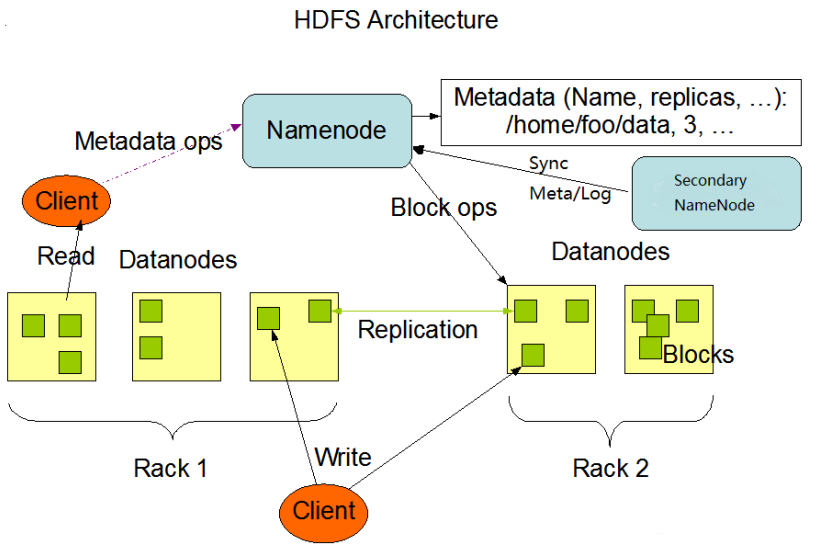 HDFS Architecture
Metadata (Name, replicas, …):
/home/foo/data, 3, …
Namenode
Metadata ops
Sync
Meta/Log
Secondary
NameNode
Client
Block ops
Read
Datanodes
Datanodes
Replication
Blocks
Rack 1
Write
Rack 2
Client